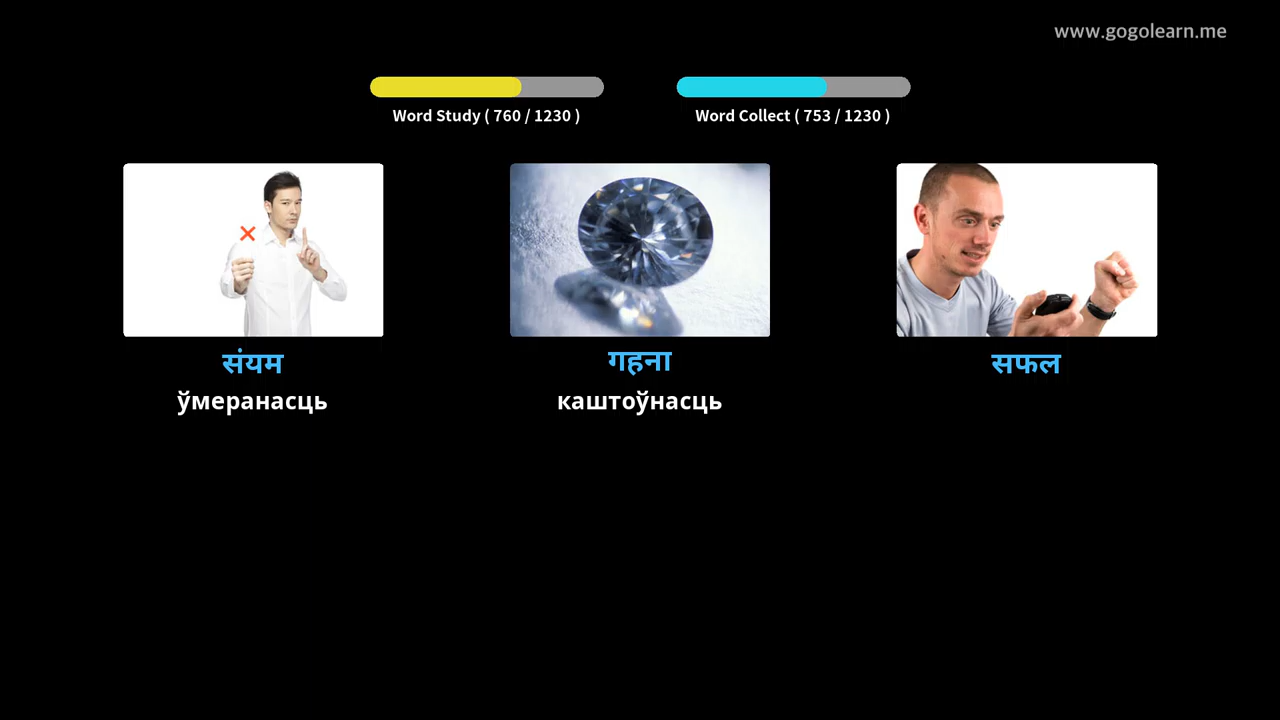 www.gogolearn.me
Word Study ( 760 / 1230 )
Word Collect ( 753 / 1230 )
संयम
गहना
सफल
ўмеранасць
каштоўнасць